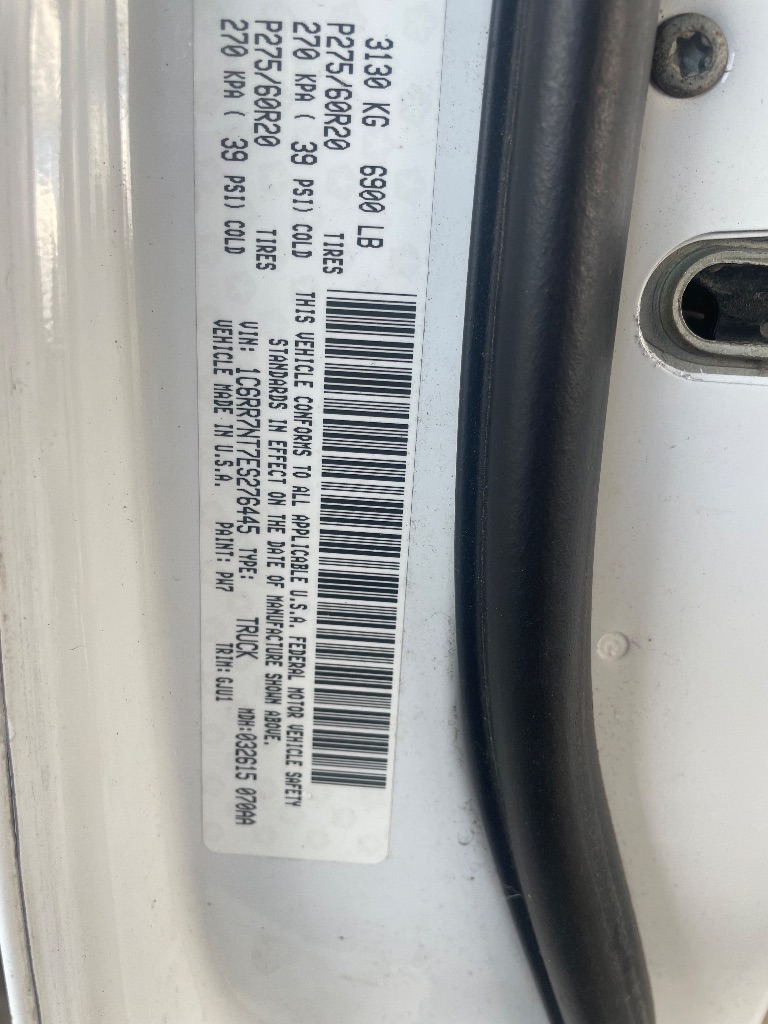 3130 KG 6900 LB
P275/60R20 TIRES
270 KPA ( 39 PSI) COLD
P275/60R20 TIRES
270 KPA ( 39 PSI) COLD
THIS VEHICLE CONFORMS TO ALL APPLICABLE U.S.A. FEDERAL MOTOR VEHICLE SAFETY
STANDARDS IN EFFECT ON THE DATE OF MANUFACTURE SHOWN ABOVE.
VIN: 1C6RR7NT7ES276445 TYPE: TRUCK MDH:032615 070AA
VEHICLE MADE IN U.S.A. PAINT: PW7 TRIM: GJU1